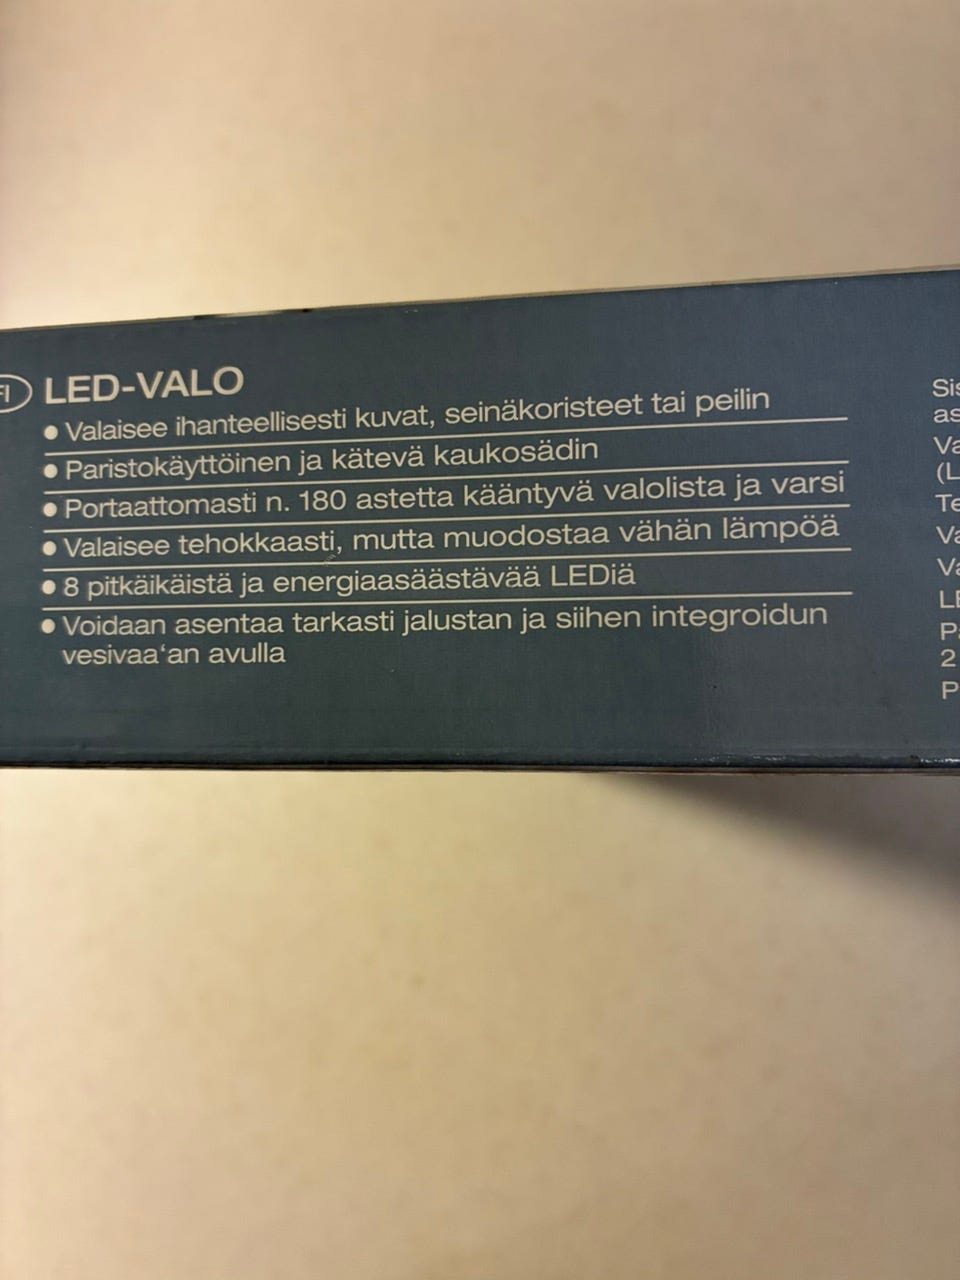 FI LED-VALO
● Valaisee ihanteellisesti kuvat, seinäkoristeet tai peilin
● Paristokäyttöinen ja kätevä kaukosädin
● Portaattomasti n. 180 astetta kääntyvä valolista ja varsi
● Valaisee tehokkaasti, mutta muodostaa vähän lämpöä
● 8 pitkäikäistä ja energiaasäästävää LEDiä
● Voidaan asentaa tarkasti jalustan ja siihen integroidun
vesivaa‘an avulla
(L
2